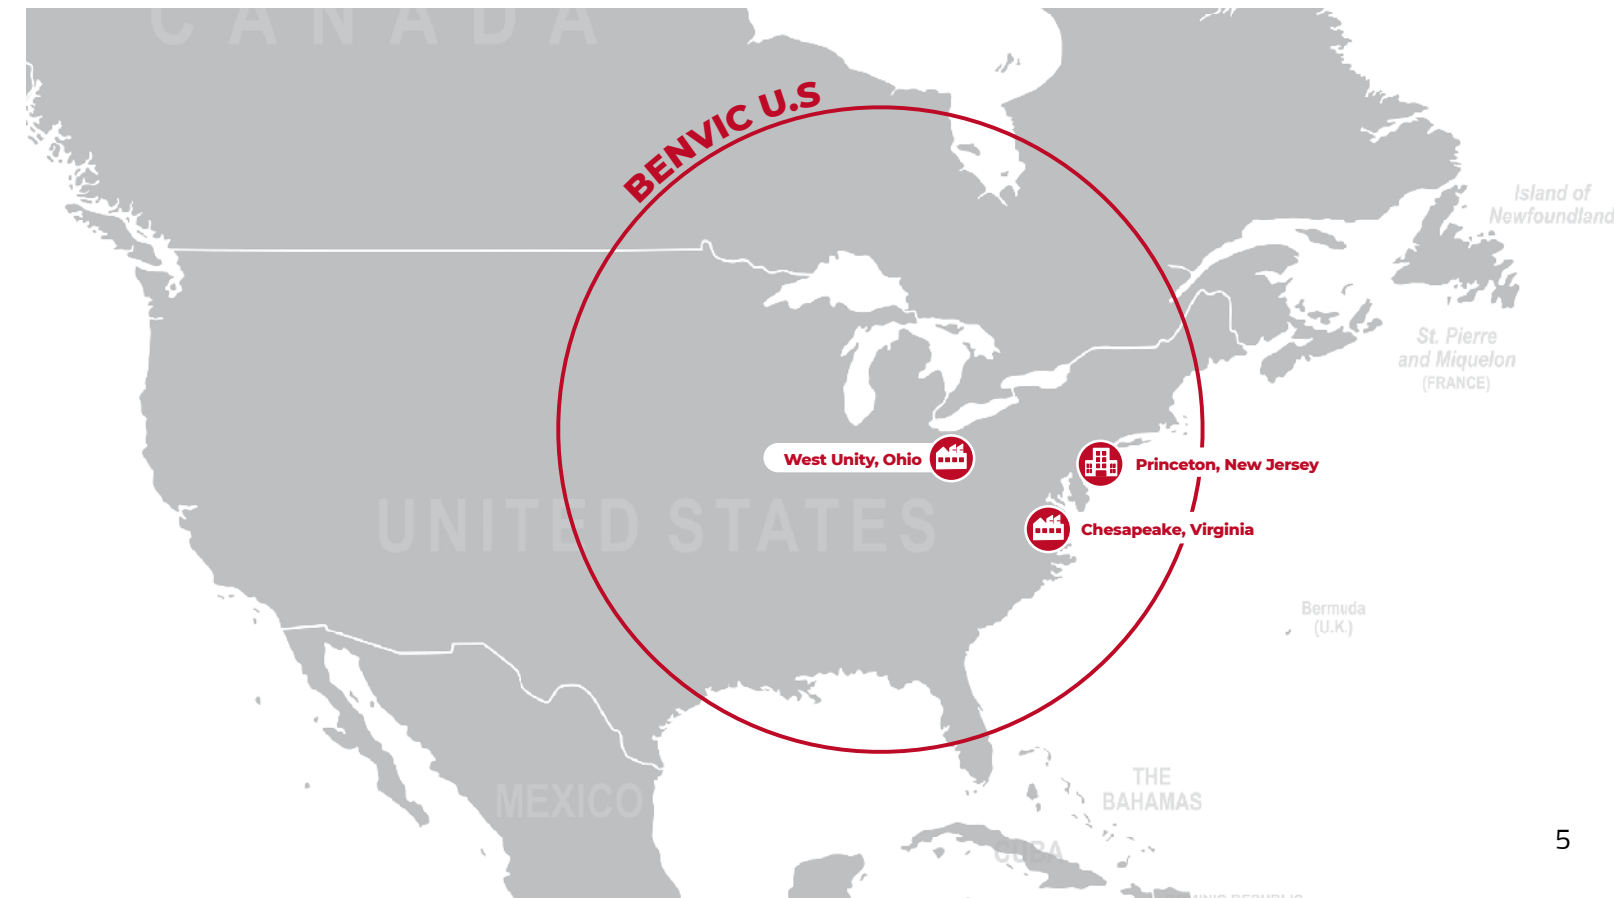 CANADA
BENVIC U.S
Island of
Newfoundland
St. Pierre
and Miquelon
(FRANCE)
West Unity, Ohio
Princeton, New Jersey
UNITED STATES
Chesapeake, Virginia
Bermuda
(U.K.)
THE
BAHAMAS
MEXICO
CUBA
5